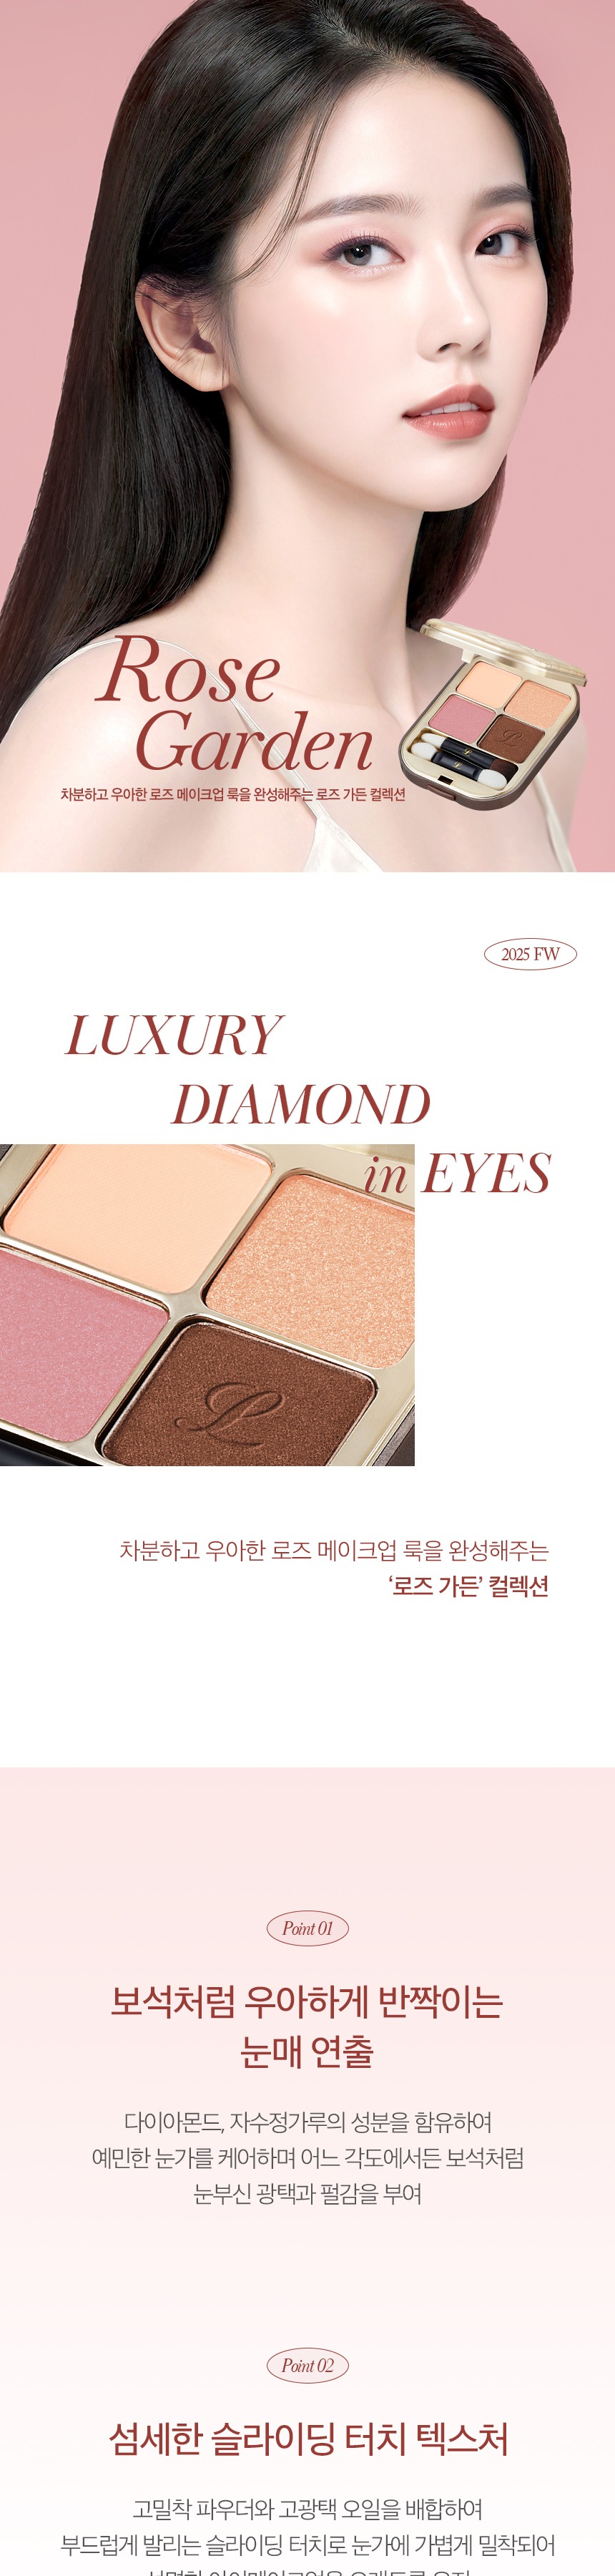 Rose
Garden
차분하고 우아한 로즈 메이크업 룩을 완성해주는 로즈 가든 컬렉션
2025 FW
LUXURY
DIAMOND
in EYES
L
차분하고 우아한 로즈 메이크업 룩을 완성해주는
‘로즈 가든’ 컬렉션
Point 01
보석처럼 우아하게 반짝이는
눈매 연출
다이아몬드, 자수정가루의 성분을 함유하여
예민한 눈가를 케어하며 어느 각도에서든 보석처럼
눈부신 광택과 펄감을 부여
Point 02
섬세한 슬라이딩 터치 텍스처
고밀착 파우더와 고광택 오일을 배합하여
부드럽게 발리는 슬라이딩 터치로 눈가에 가볍게 밀착되어